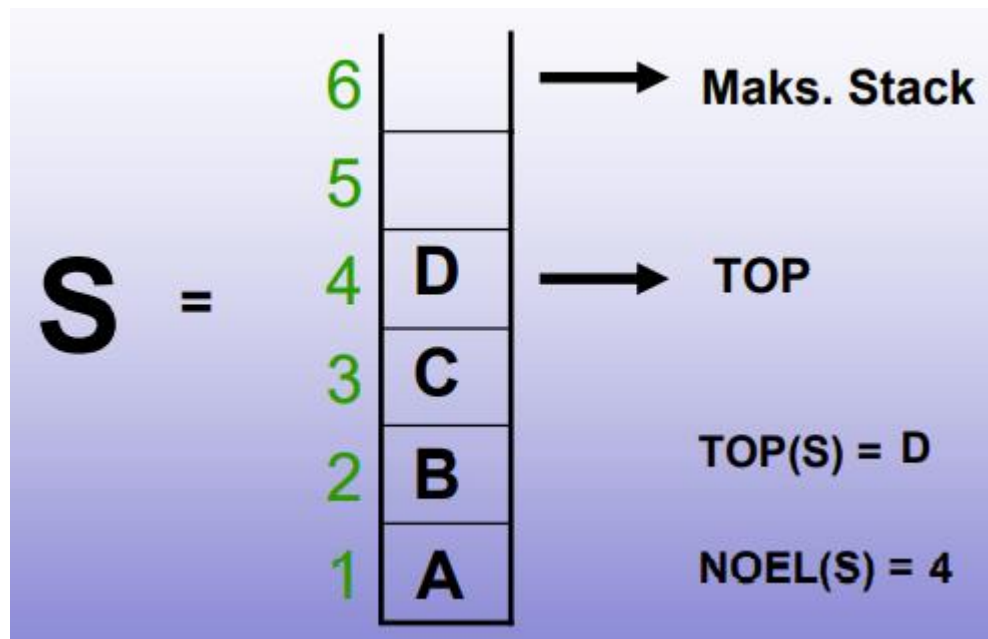 S =
6
Maks. Stack
5
4
D
TOP
3
C
2
B
TOP(S) = D
1
A
NOEL(S) = 4